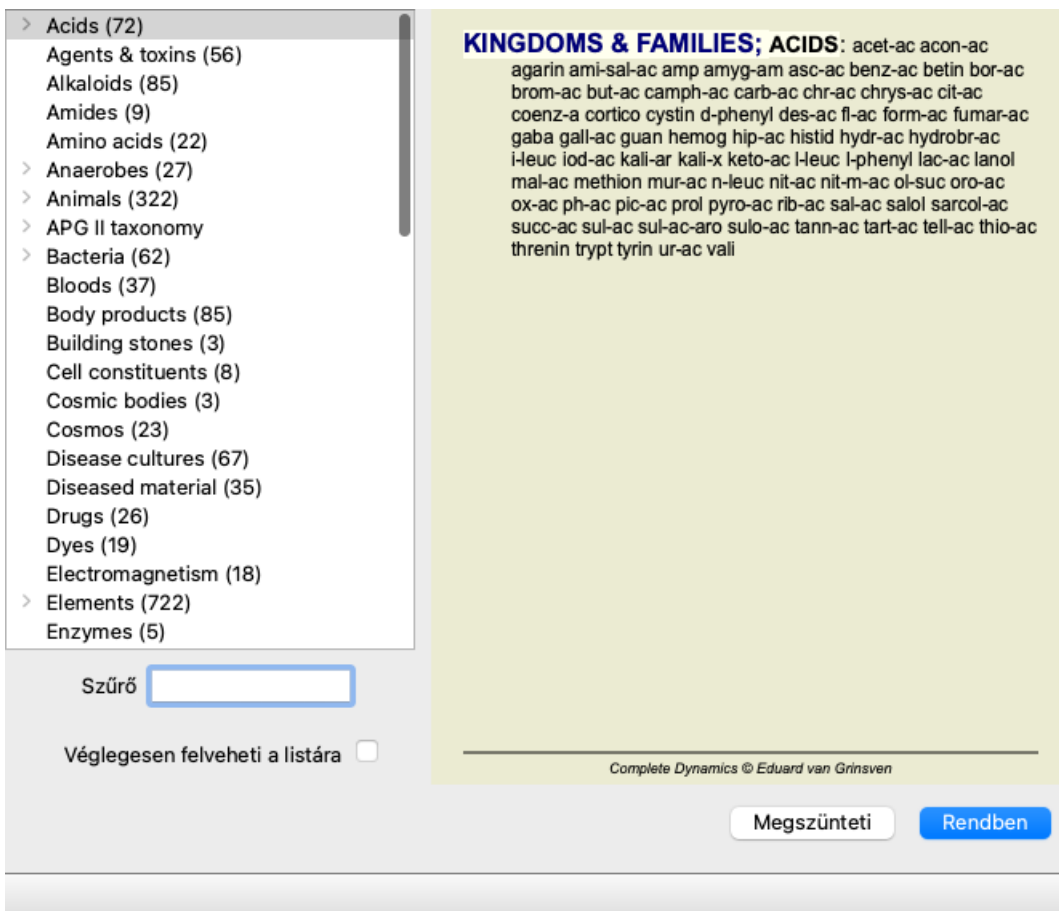 Acids (72)
Agents & toxins (56)
Alkaloids (85)
Amides (9)
Amino acids (22)
Anaerobes (27)
Animals (322)
APG II taxonomy
Bacteria (62)
Bloods (37)
Body products (85)
Building stones (3)
Cell constituents (8)
Cosmic bodies (3)
Cosmos (23)
Disease cultures (67)
Diseased material (35)
Drugs (26)
Dyes (19)
Electromagnetism (18)
Elements (722)
Enzymes (5)
Szűrő
Véglegesen felveheti a listára
KINGDOMS & FAMILIES; ACIDS: acet-ac acon-ac
agarin ami-sal-ac amp amyg-am asc-ac benz-ac betin bor-ac
brom-ac but-ac camph-ac carb-ac chr-ac chrys-ac cit-ac
coenz-a cortico cystin d-phenyl des-ac fl-ac form-ac fumar-ac
gaba gall-ac guan hemog hip-ac histid hydr-ac hydrobr-ac
i-leuc iod-ac kali-ar kali-x keto-ac l-leuc l-phenyl lac-ac lanol
mal-ac methion mur-ac n-leuc nit-ac nit-m-ac ol-suc oro-ac
ox-ac ph-ac pic-ac prol pyro-ac rib-ac sal-ac salol sarcol-ac
succ-ac sul-ac sul-ac-aro sulo-ac tann-ac tart-ac tell-ac thio-ac
threnin trypt tyrin ur-ac vali
Complete Dynamics © Eduard van Grinsven
Megszünteti
Rendben